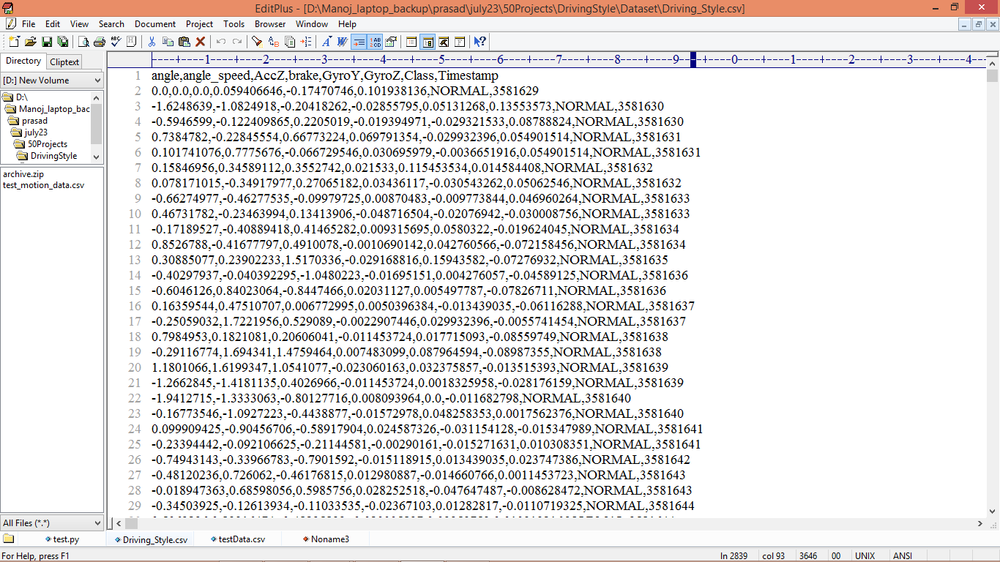 EditPlus - [D:\Manoj_laptop_backup\prasad\july23\50Projects\DrivingStyle\Dataset\Driving_Style.csv]
File Edit View Search Document Project Tools Browser Window Help
Directory Cliptext
[D:] New Volume
D:\
Manoj_laptop_bac
prasad
july23
50Projects
DrivingStyle
archive.zip
test_motion_data.csv
All Files (*.*)
----+----1----+----2----+----3----+----4----+----5----+----6----+----7----+----8----+----9----+----0----+----1----+----2----+----3----+----4--
1 angle,angle_speed,AccZ,brake,GyroY,GyroZ,Class,Timestamp
2 0.0,0.0,0.0,0.059406646,-0.17470746,0.101938136,NORMAL,3581629
3 -1.6248639,-1.0824918,-0.20418262,-0.02855795,0.05131268,0.13553573,NORMAL,3581630
4 -0.5946599,-0.122409865,0.2205019,-0.019394971,-0.029321533,0.08788824,NORMAL,3581630
5 0.7384782,-0.22845554,0.66773224,0.069791354,-0.029932396,0.054901514,NORMAL,3581631
6 0.101741076,0.7775676,-0.066729546,0.030695979,-0.0036651916,0.054901514,NORMAL,3581631
7 0.15846956,0.34589112,0.3552742,0.021533,0.115453534,0.014584408,NORMAL,3581632
8 0.078171015,-0.34917977,0.27065182,0.03436117,-0.030543262,0.05062546,NORMAL,3581632
9 -0.66274977,-0.46277535,-0.09979725,0.00870483,-0.009773844,0.046960264,NORMAL,3581633
10 0.46731782,-0.23463994,0.13413906,-0.048716504,-0.02076942,-0.030008756,NORMAL,3581633
11 -0.17189527,-0.40889418,0.41465282,0.009315695,0.0580322,-0.019624045,NORMAL,3581634
12 0.8526788,-0.41677797,0.4910078,-0.0010690142,0.042760566,-0.072158456,NORMAL,3581634
13 0.30885077,0.23902233,1.5170336,-0.029168816,0.15943582,-0.07276932,NORMAL,3581635
14 -0.40297937,-0.040392295,-1.0480223,-0.01695151,0.004276057,-0.04589125,NORMAL,3581636
15 -0.6046126,0.84023064,-0.8447466,0.02031127,0.005497787,-0.07826711,NORMAL,3581636
16 0.16359544,0.47510707,0.006772995,0.0050396384,-0.013439035,-0.06116288,NORMAL,3581637
17 -0.25059032,1.7221956,0.529089,-0.0022907446,0.029932396,-0.0055741454,NORMAL,3581637
18 0.7984953,0.1821081,0.20606041,-0.011453724,0.017715093,-0.08559749,NORMAL,3581638
19 -0.29116774,1.694341,1.4759464,0.007483099,0.087964594,-0.08987355,NORMAL,3581638
20 1.1801066,1.6199347,1.0541077,-0.023060163,0.032375857,-0.013515393,NORMAL,3581639
21 -1.2662845,-1.4181135,0.4026966,-0.011453724,0.0018325958,-0.028176159,NORMAL,3581639
22 -1.9412715,-1.3333063,-0.80127716,0.008093964,0.0,-0.011682798,NORMAL,3581640
23 -0.16773546,-1.0927223,-0.4438877,-0.01572978,0.048258353,0.0017562376,NORMAL,3581640
24 0.099909425,-0.90456706,-0.58917904,0.024587326,-0.031154128,-0.015347989,NORMAL,3581641
25 -0.23394442,-0.092106625,-0.21144581,-0.00290161,-0.015271631,0.010308351,NORMAL,3581641
26 -0.74943143,-0.33966783,-0.7901592,-0.015118915,0.013439035,0.023747386,NORMAL,3581642
27 -0.48120236,0.726062,-0.46176815,0.012980887,-0.014660766,0.0011453723,NORMAL,3581643
28 -0.018947363,0.68598056,0.5985756,0.028252518,-0.047647487,-0.008628472,NORMAL,3581643
29 -0.34503925,-0.12613934,-0.11033535,-0.02367103,0.01282817,-0.0110719325,NORMAL,3581644
test.py Driving_Style.csv testData.csv Noname3
For Help, press F1 ln 2839 col 93 3646 00 UNIX ANSI